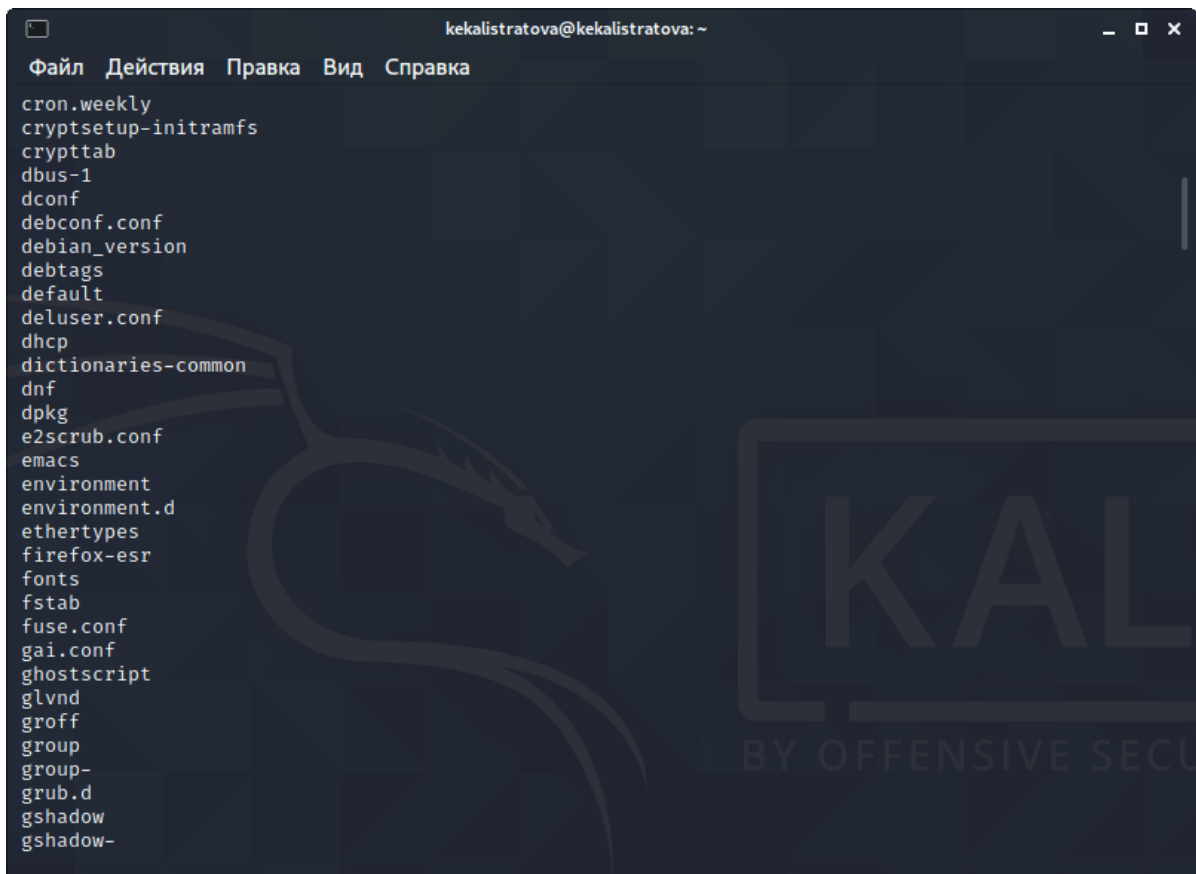 kekalistratova@kekalistratova: ~
Файл Действия Правка Вид Справка
cron.weekly
cryptsetup-initramfs
crypttab
dbus-1
dconf
debconf.conf
debian_version
debtags
default
deluser.conf
dhcp
dictionaries-common
dnf
dpkg
e2scrub.conf
emacs
environment
environment.d
ethertypes
firefox-esr
fonts
fstab
fuse.conf
gai.conf
ghostscript
glvnd
groff
group
group-
grub.d
gshadow
gshadow-
KAL
BY OFFENSIVE SECU